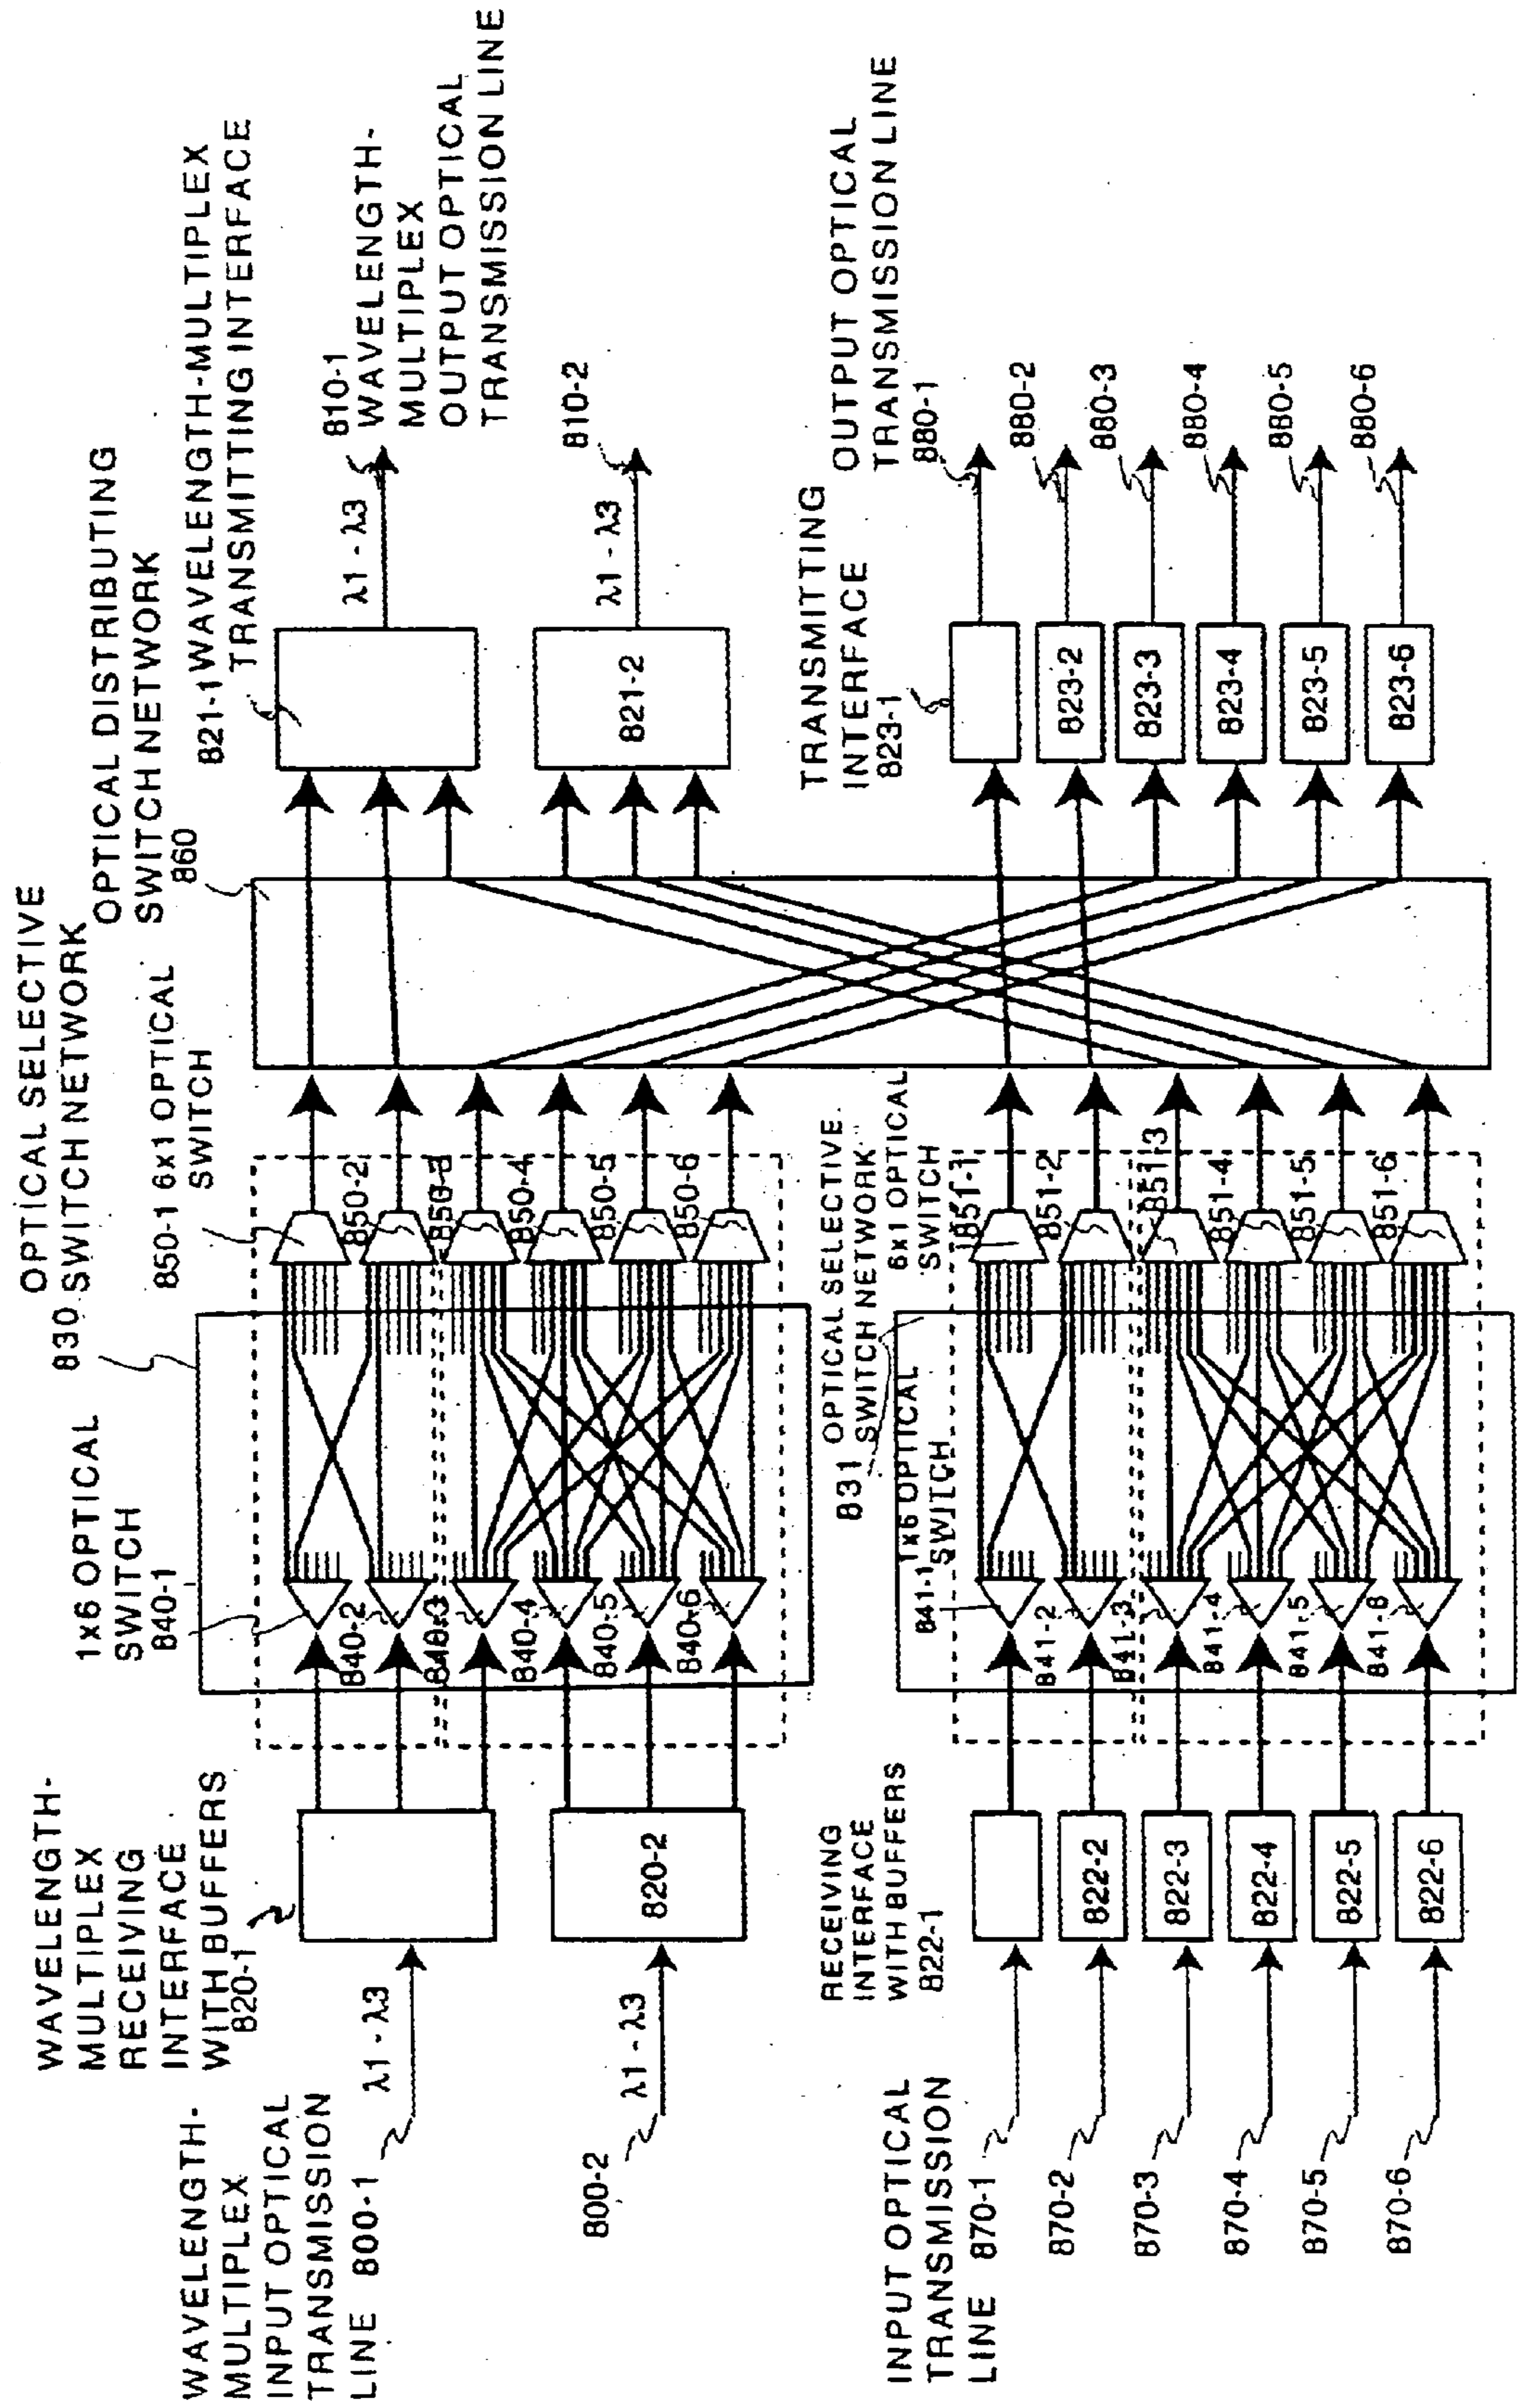 WAVELENGTH-
MULTIPLEX
INPUT OPTICAL
TRANSMISSION
LINE 800-1
800-2
λ1 - λ3
λ1 - λ3
WAVELENGTH-
MULTIPLEX
RECEIVING
INTERFACE
WITH BUFFERS
820-1
820-2
1x6 OPTICAL
SWITCH
840-1
840-2
840-3
840-4
840-5
840-6
OPTICAL SELECTIVE
830 SWITCH NETWORK
850-1 6x1 OPTICAL
SWITCH
850-2
850-3
850-4
850-5
850-6
OPTICAL DISTRIBUTING
SWITCH NETWORK
860
821-1 WAVELENGTH-MULTIPLEX
TRANSMITTING INTERFACE
821-2
λ1 - λ3
λ1 - λ3
810-1
WAVELENGTH-
MULTIPLEX
OUTPUT OPTICAL
TRANSMISSION LINE
810-2
INPUT OPTICAL
TRANSMISSION
LINE 870-1
870-2
870-3
870-4
870-5
870-6
RECEIVING
INTERFACE
WITH BUFFERS
822-1
822-2
822-3
822-4
822-5
822-6
831 OPTICAL SELECTIVE
SWITCH NETWORK
1x6 OPTICAL
SWITCH
841-1
841-2
841-3
841-4
841-5
841-6
6x1 OPTICAL
SWITCH
851-1
851-2
851-3
851-4
851-5
851-6
TRANSMITTING
INTERFACE
823-1
823-2
823-3
823-4
823-5
823-6
OUTPUT OPTICAL
TRANSMISSION LINE
880-1
880-2
880-3
880-4
880-5
880-6